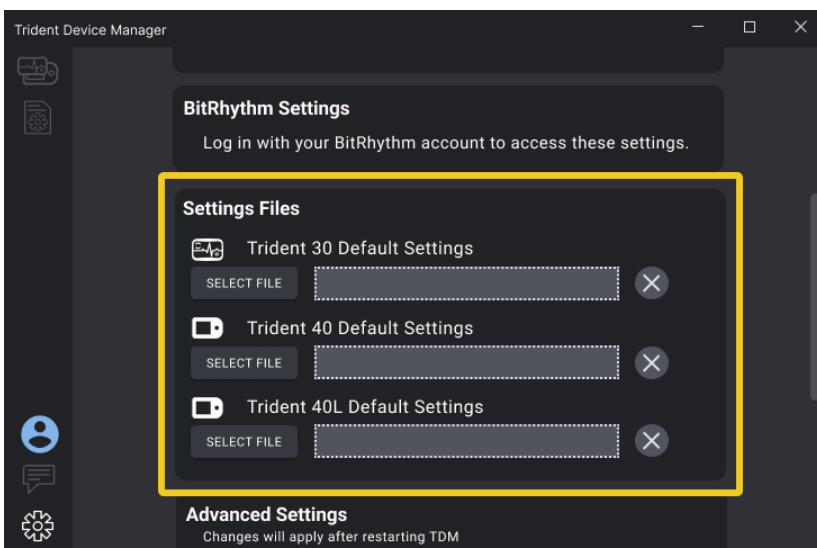 Trident Device Manager
BitRhythm Settings
Log in with your BitRhythm account to access these settings.
Settings Files
Trident 30 Default Settings
SELECT FILE
Trident 40 Default Settings
SELECT FILE
Trident 40L Default Settings
SELECT FILE
Advanced Settings
Changes will apply after restarting TDM